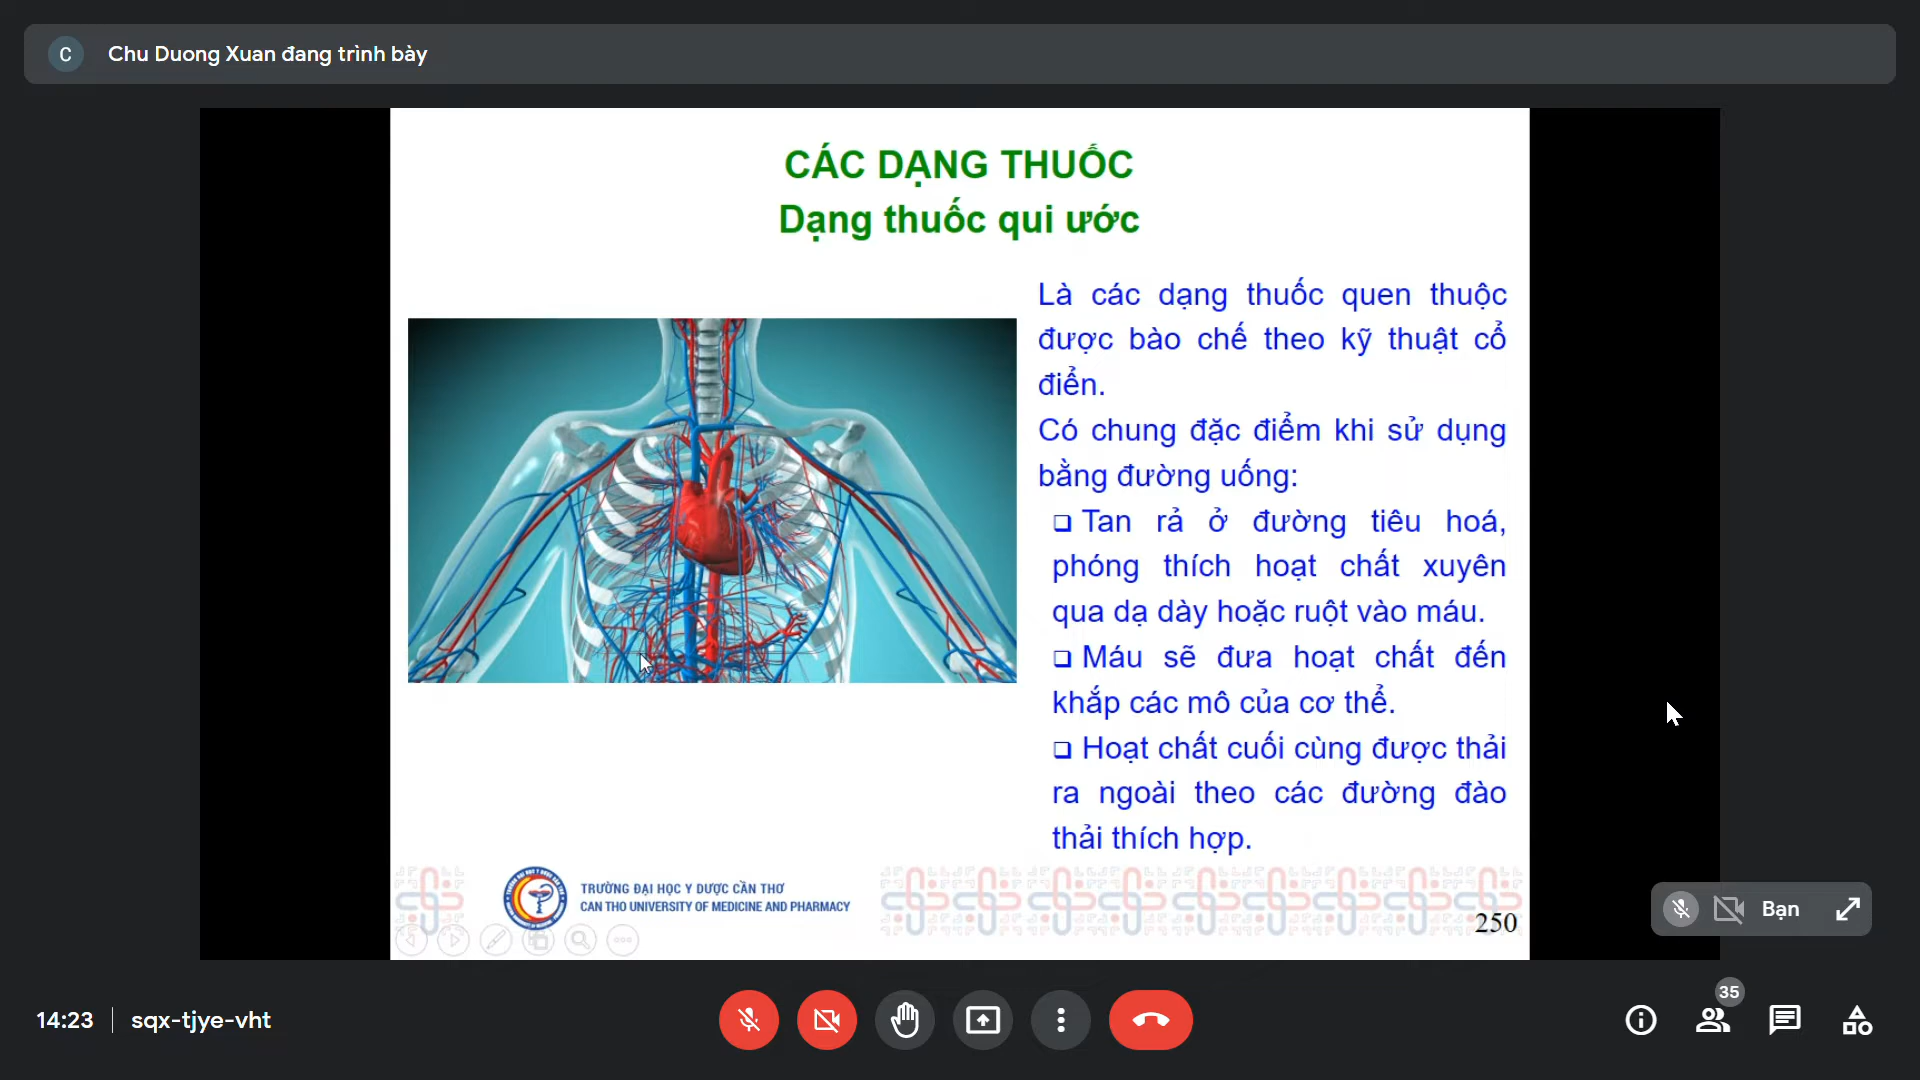 C
Chu Duong Xuan đang trình bày
CÁC DẠNG THUỐC
Dạng thuốc qui ước
Là các dạng thuốc quen thuộc
được bào chế theo kỹ thuật cổ
điển.
Có chung đặc điểm khi sử dụng
bằng đường uống:
❑ Tan rả ở đường tiêu hoá,
phóng thích hoạt chất xuyên
qua dạ dày hoặc ruột vào máu.
❑ Máu sẽ đưa hoạt chất đến
khắp các mô của cơ thể.
❑ Hoạt chất cuối cùng được thải
ra ngoài theo các đường đào
thải thích hợp.
TRƯỜNG ĐẠI HỌC Y DƯỢC CẦN THƠ
CAN THO UNIVERSITY OF MEDICINE AND PHARMACY
250
Bạn
14:23
sqx-tjye-vht
35